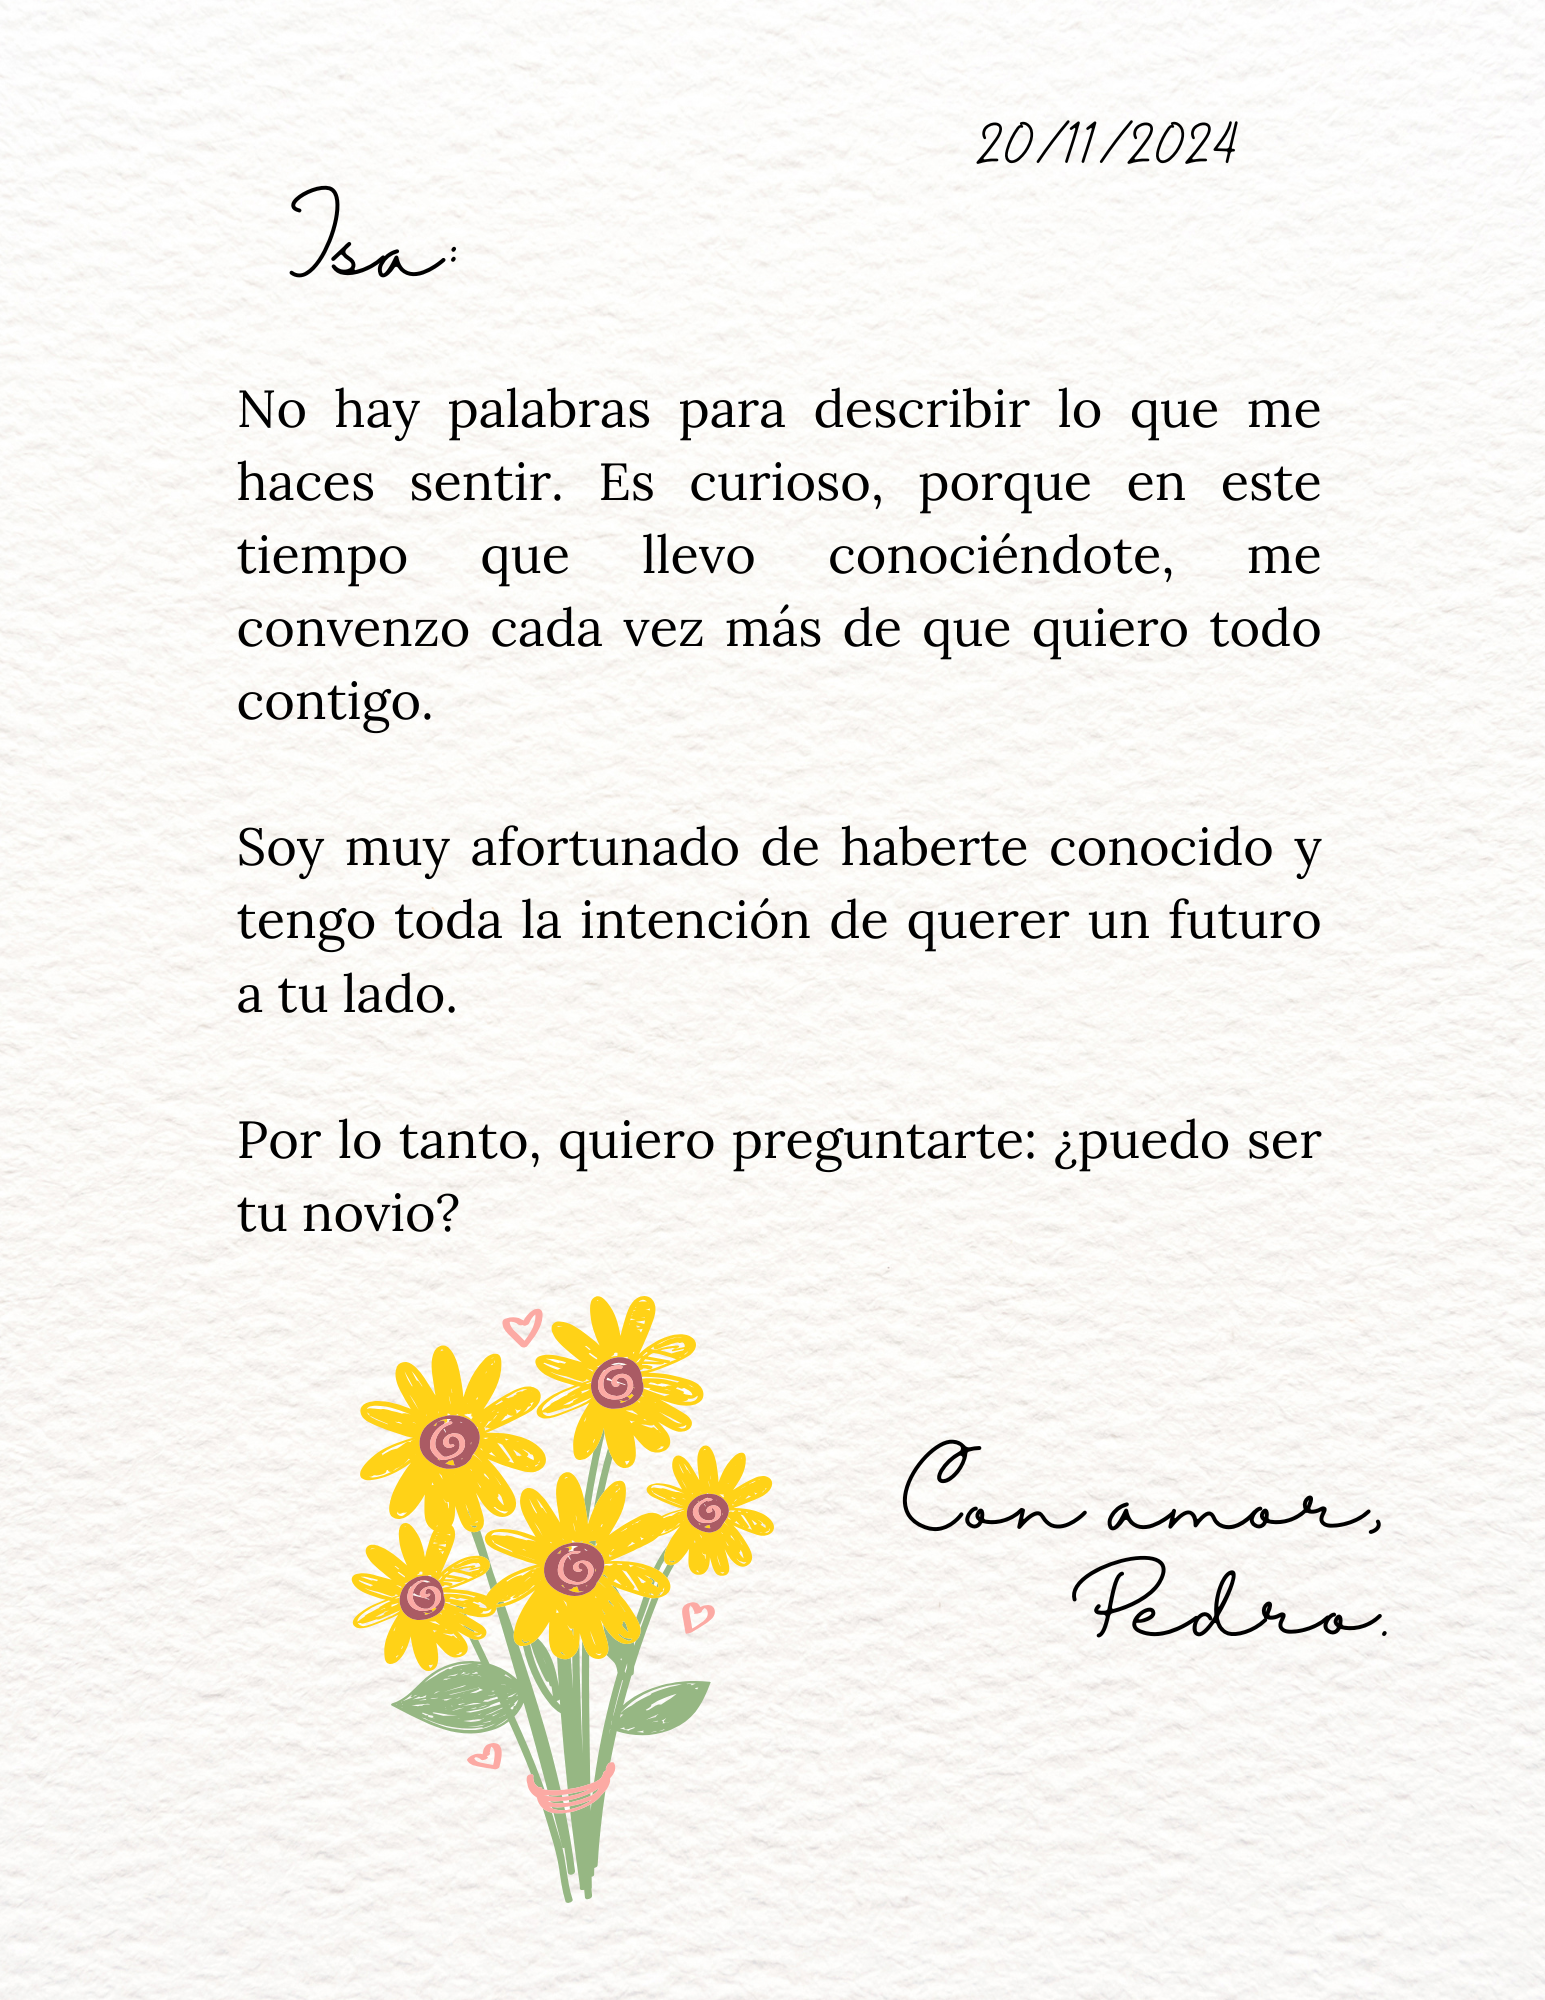 20/11/2024
Isa:
No hay palabras para describir lo que me
haces sentir. Es curioso, porque en este
tiempo que llevo conociéndote, me
convenzo cada vez más de que quiero todo
contigo.
Soy muy afortunado de haberte conocido y
tengo toda la intención de querer un futuro
a tu lado.
Por lo tanto, quiero preguntarte: ¿puedo ser
tu novio?
Con amor,
Pedro.